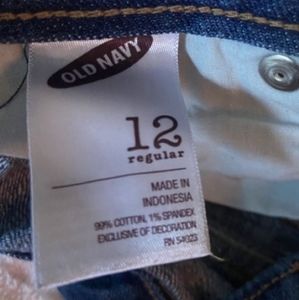 OLD NAVY
12
regular
MADE IN
INDONESIA
99% COTTON, 1% SPANDEX
EXCLUSIVE OF DECORATION
RN 54023